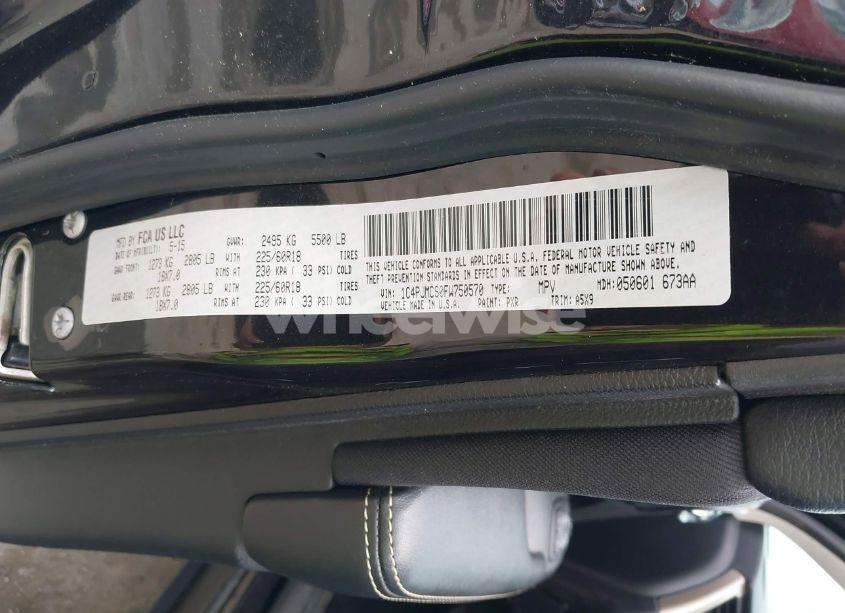 MFD BY FCA US LLC
DATE OF MFR(BUILT): 5-15 GVWR: 2495 KG 5500 LB
GAWR FRONT: 1273 KG 2805 LB WITH 225/60R18 TIRES
18X7.0 RIMS AT 230 KPA ( 33 PSI) COLD
GAWR REAR: 1273 KG 2805 LB WITH 225/60R18 TIRES
18X7.0 RIMS AT 230 KPA ( 33 PSI) COLD
THIS VEHICLE CONFORMS TO ALL APPLICABLE U.S.A. FEDERAL MOTOR VEHICLE SAFETY AND
THEFT PREVENTION STANDARDS IN EFFECT ON THE DATE OF MANUFACTURE SHOWN ABOVE.
VIN: 1C4PJMCS0FW750570 TYPE: MPV MDH: 050601 673AA
VEHICLE MADE IN U.S.A. PAINT: PXR TRIM: A5X9
wheelwise